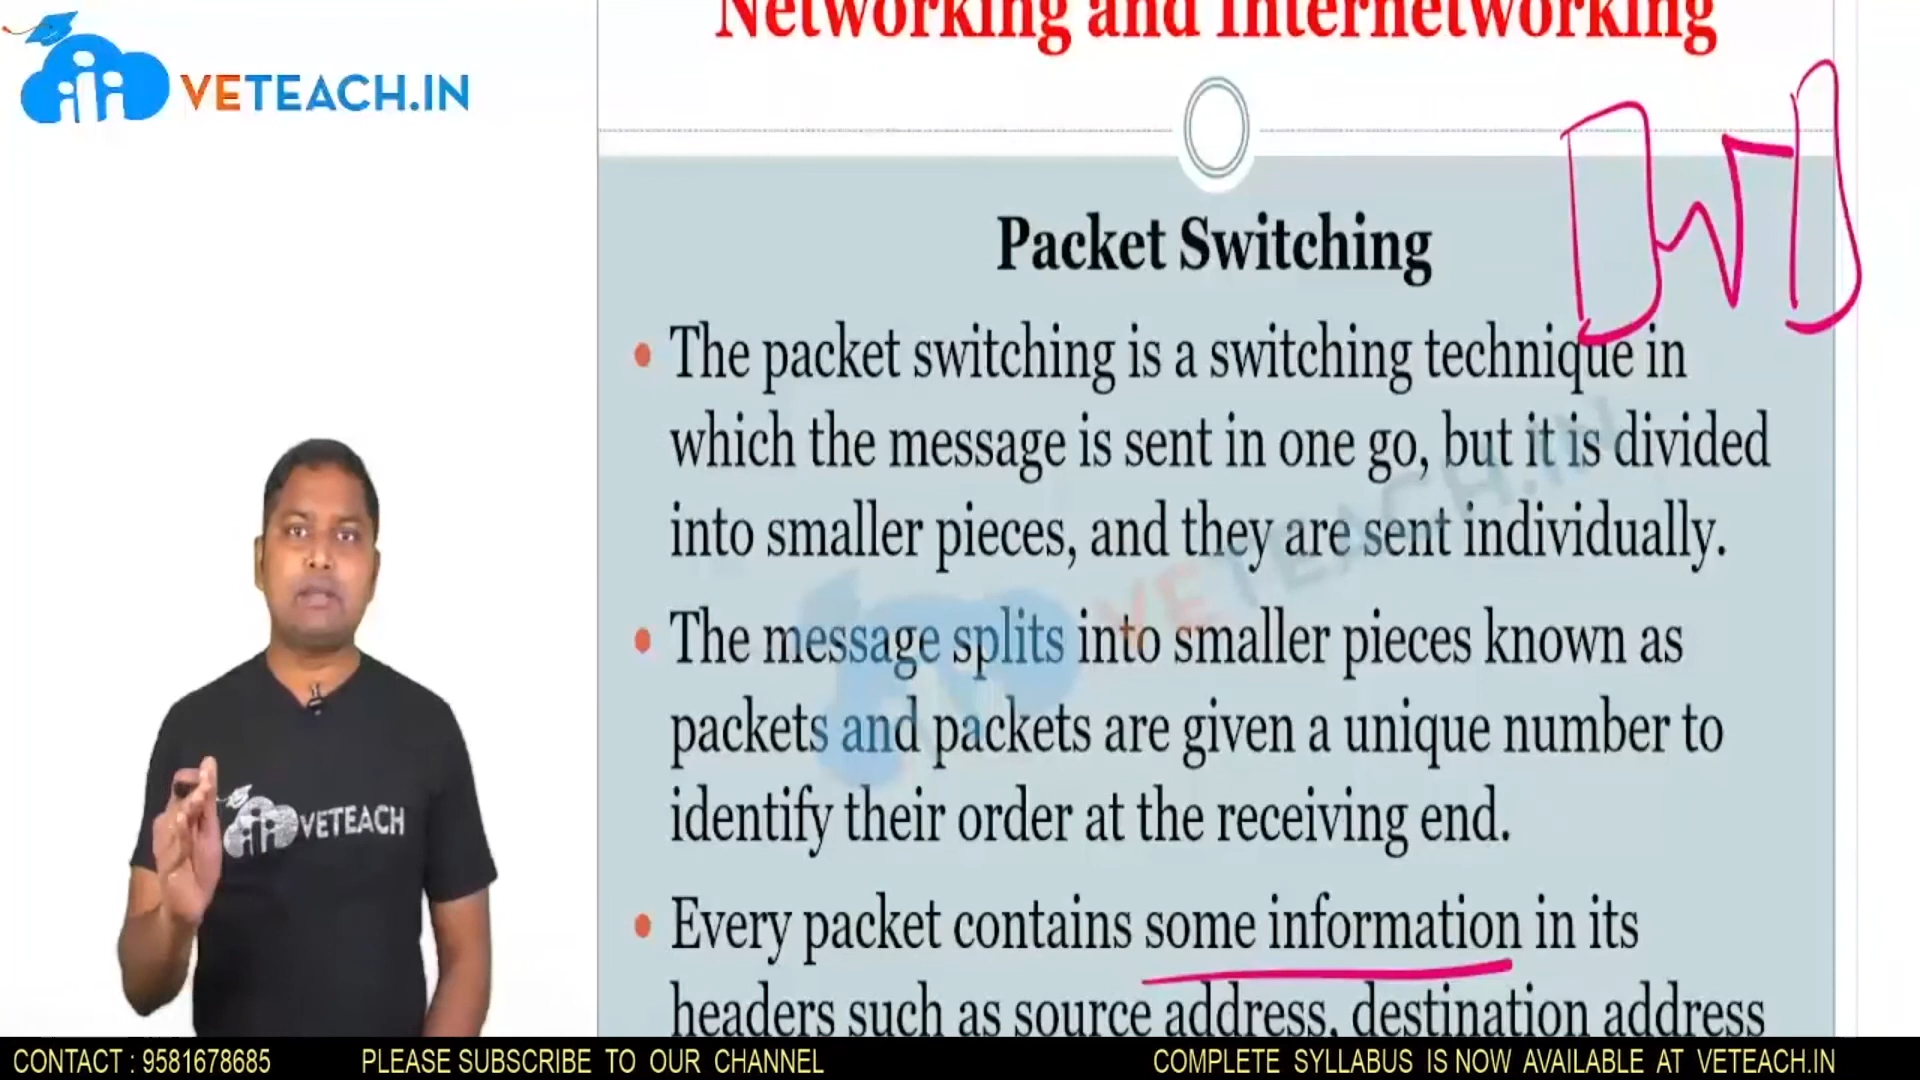 Networking and Internetworking
VETEACH.IN
Packet Switching
• The packet switching is a switching technique in
which the message is sent in one go, but it is divided
into smaller pieces, and they are sent individually.
• The message splits into smaller pieces known as
packets and packets are given a unique number to
identify their order at the receiving end.
• Every packet contains some information in its
headers such as source address, destination address
VETEACH.IN
VETEACH
CONTACT : 9581678685 PLEASE SUBSCRIBE TO OUR CHANNEL COMPLETE SYLLABUS IS NOW AVAILABLE AT VETEACH.IN